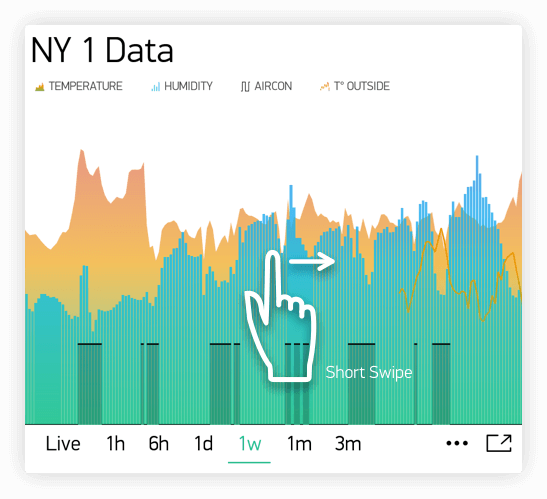 NY 1 Data
TEMPERATURE HUMIDITY AIRCON T° OUTSIDE
Short Swipe
Live 1h 6h 1d 1w 1m 3m